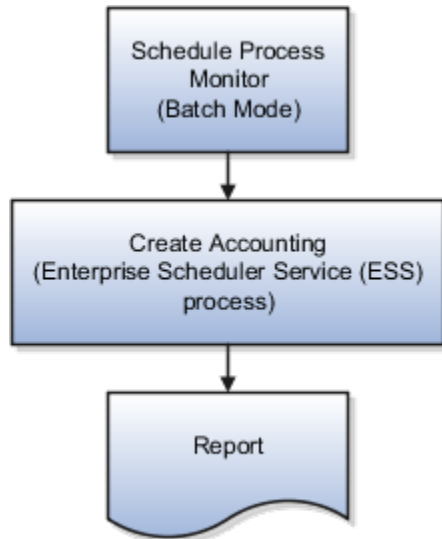 Schedule Process
Monitor
(Batch Mode)
Create Accounting
(Enterprise Scheduler Service (ESS)
process)
Report